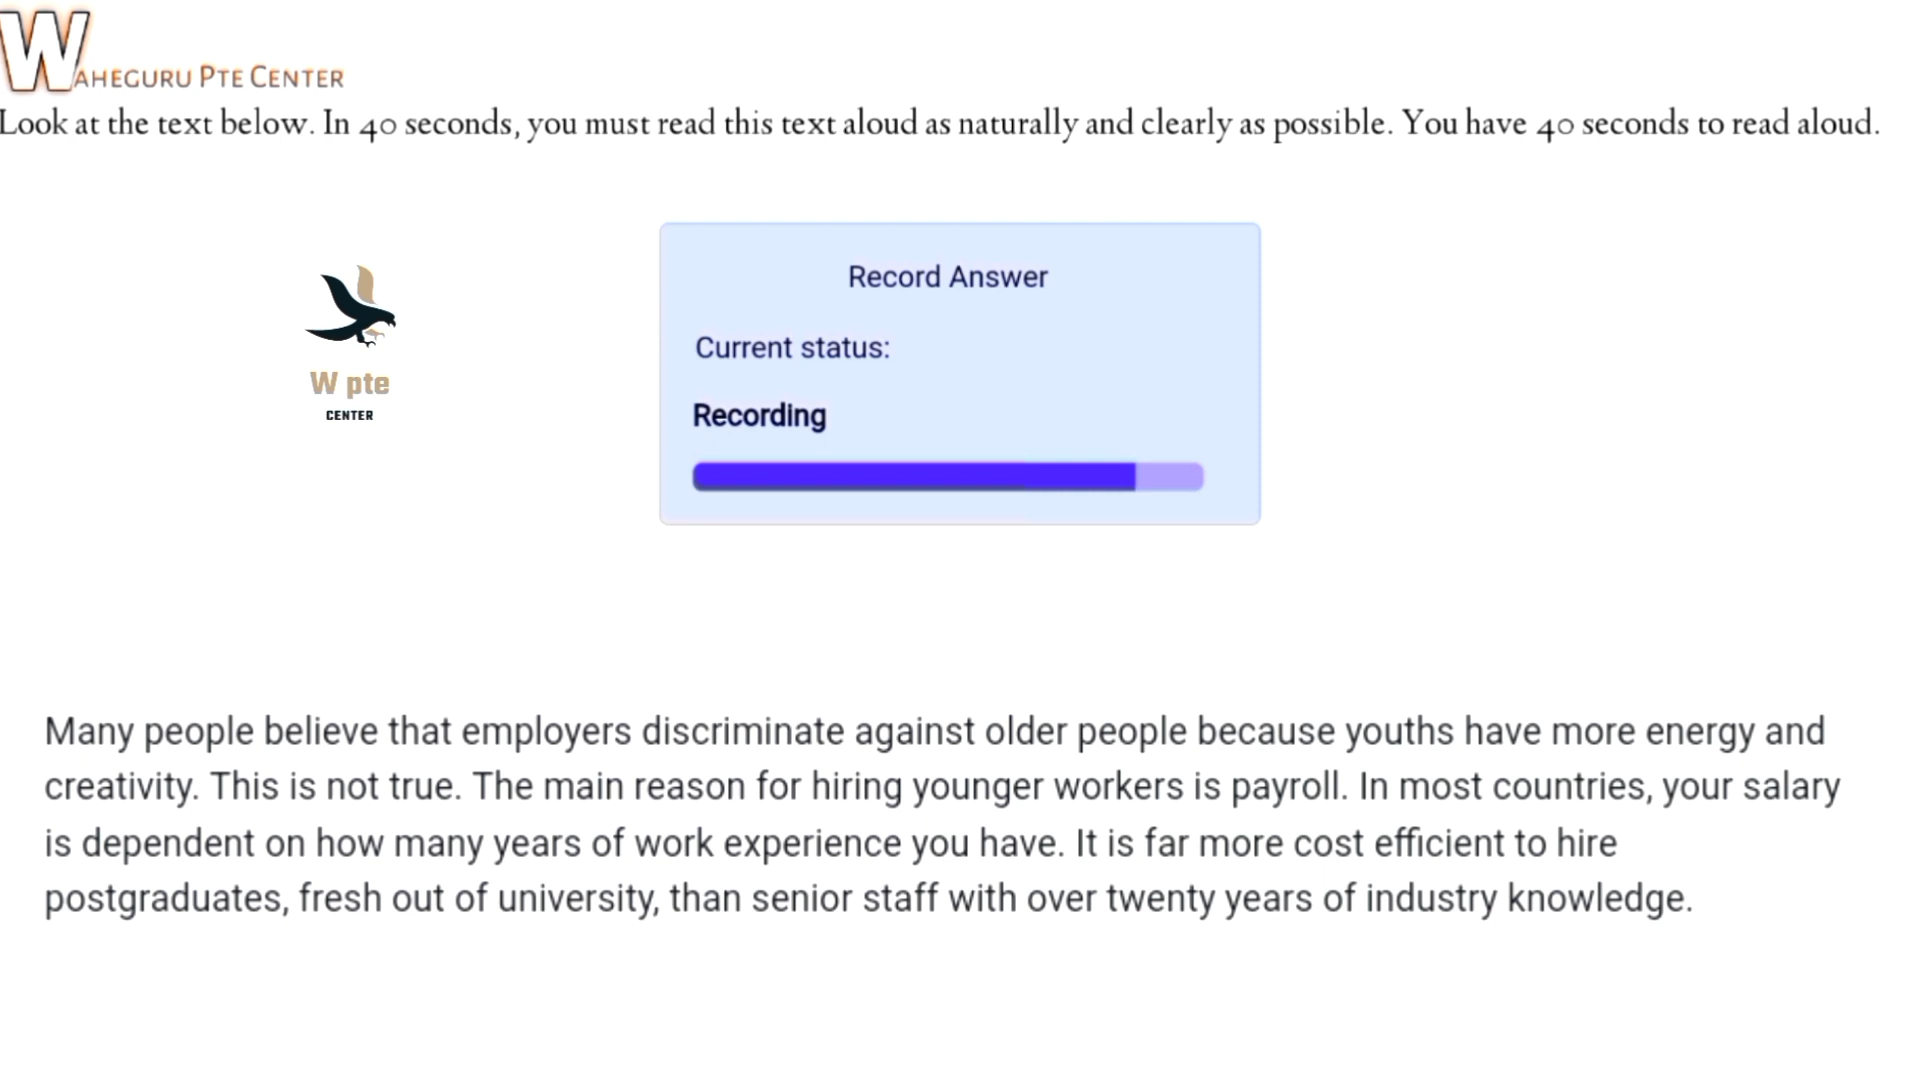 WAHEGURU PTE CENTER
Look at the text below. In 40 seconds, you must read this text aloud as naturally and clearly as possible. You have 40 seconds to read aloud.
Record Answer
Current status:
Recording
W pte
CENTER
Many people believe that employers discriminate against older people because youths have more energy and
creativity. This is not true. The main reason for hiring younger workers is payroll. In most countries, your salary
is dependent on how many years of work experience you have. It is far more cost efficient to hire
postgraduates, fresh out of university, than senior staff with over twenty years of industry knowledge.